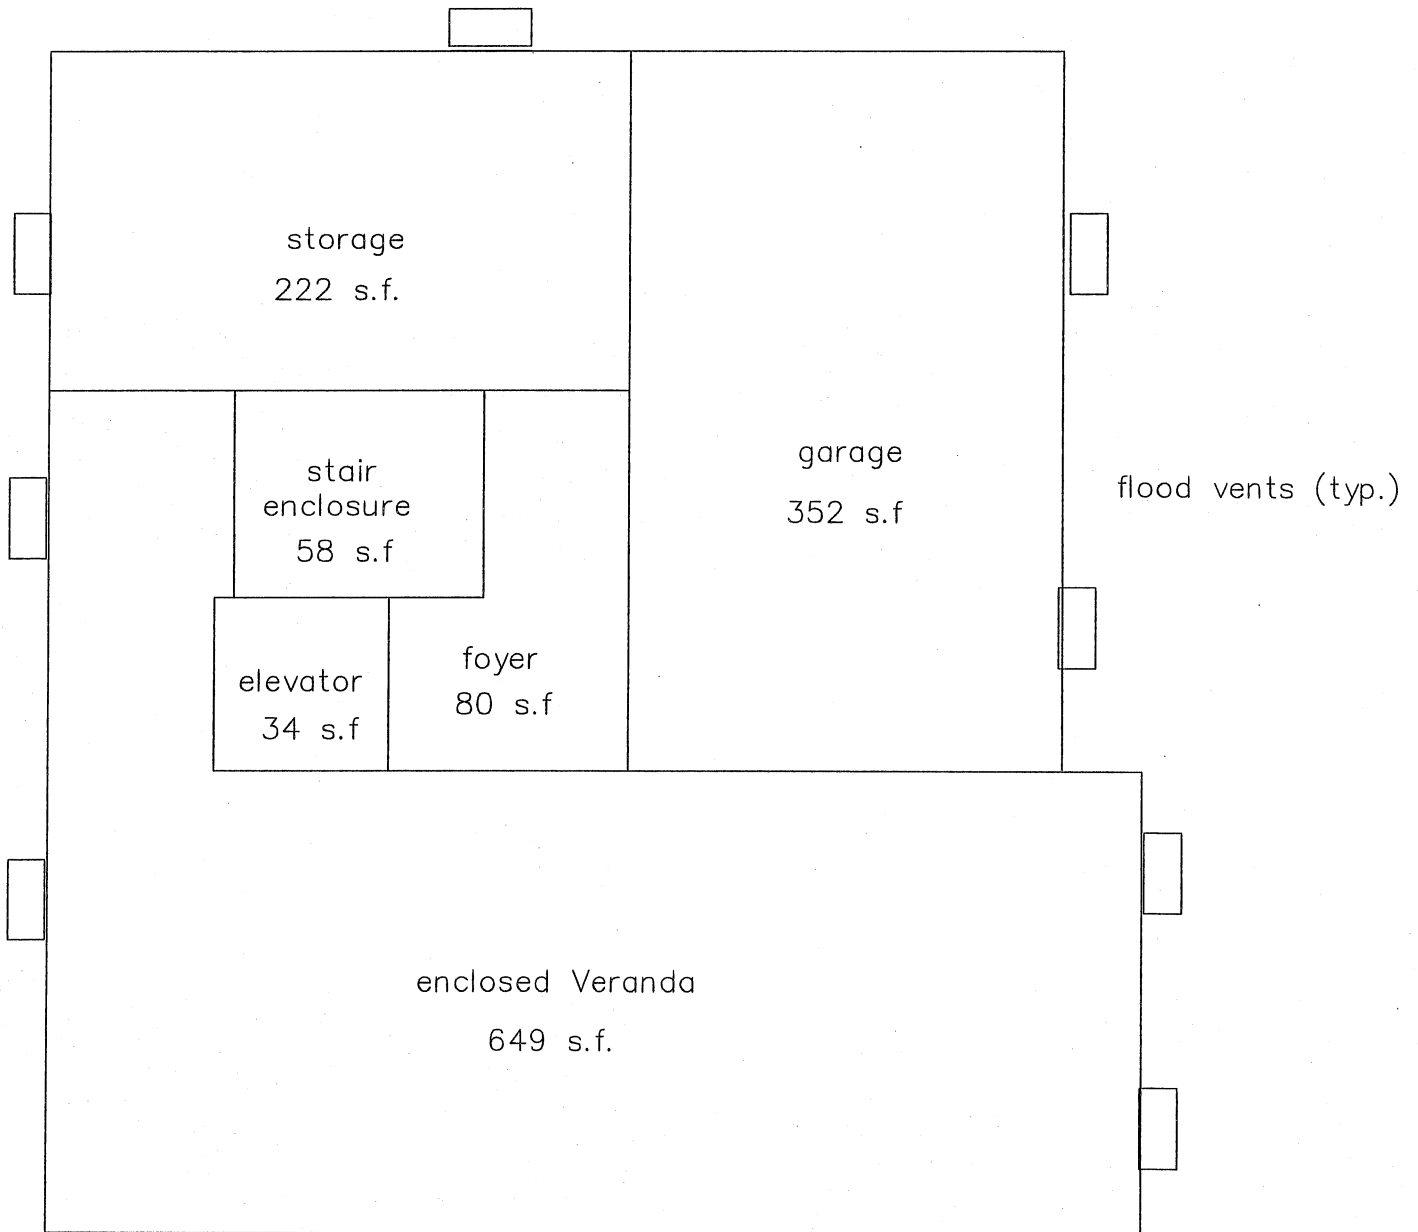 storage
222 s.f.
garage
352 s.f
flood vents (typ.)
stair
enclosure
58 s.f
elevator
34 s.f
foyer
80 s.f
enclosed Veranda
649 s.f.